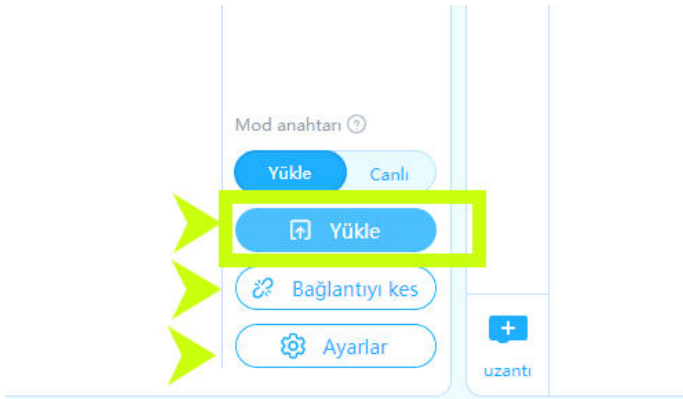 Mod anahtarı ?
Yükle Canlı
Yükle
Bağlantıyı kes
Ayarlar
uzantı